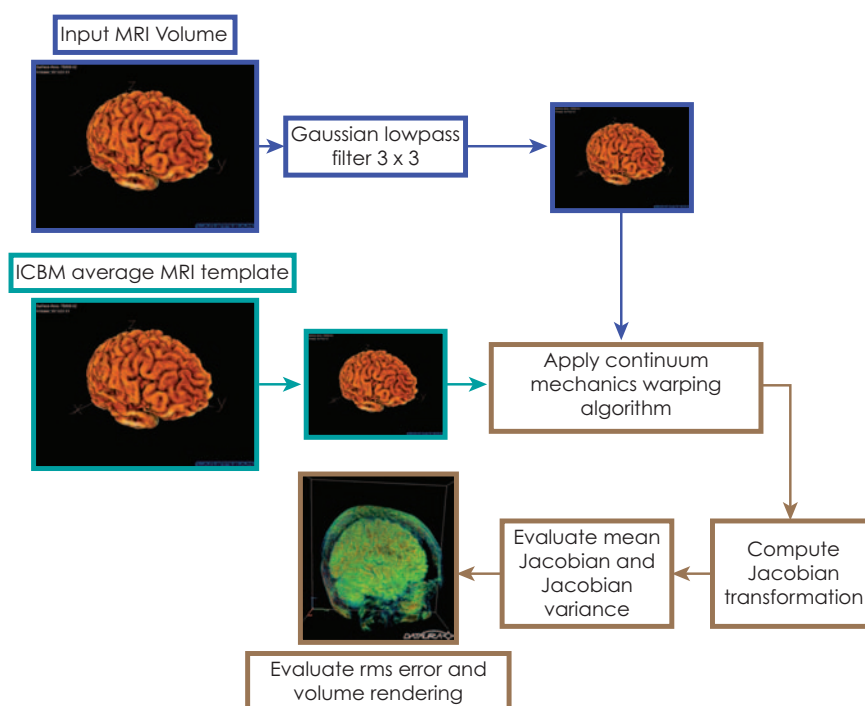 Input MRI Volume
Gaussian lowpass
filter 3 x 3
z
x
y
ICBM average MRI template
z
x
y
Apply continuum
mechanics warping
algorithm
Compute
Jacobian
transformation
Evaluate mean
Jacobian and
Jacobian
variance
Evaluate rms error and
volume rendering